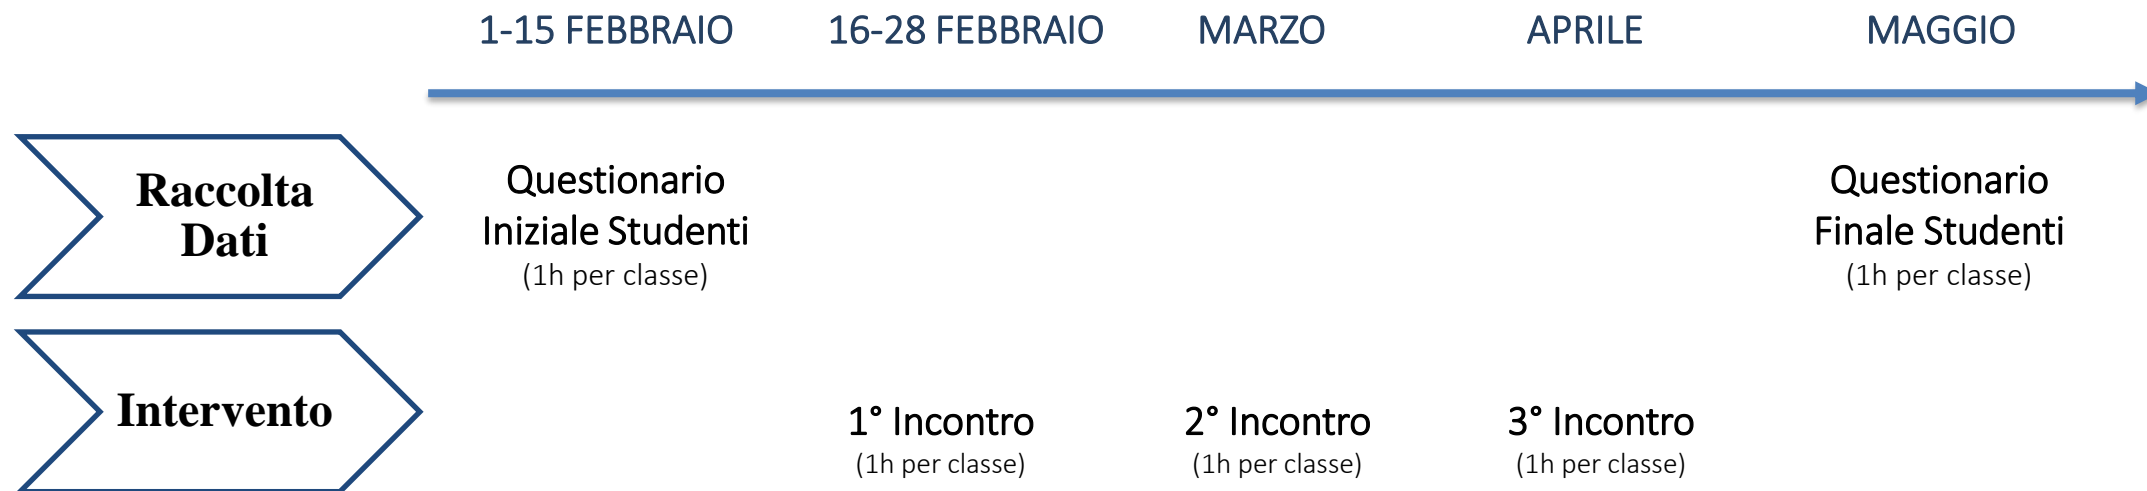 1-15 FEBBRAIO 16-28 FEBBRAIO MARZO APRILE MAGGIO
Raccolta
Dati
Questionario
Iniziale Studenti
(1h per classe)
Questionario
Finale Studenti
(1h per classe)
Intervento
1° Incontro
(1h per classe)
2° Incontro
(1h per classe)
3° Incontro
(1h per classe)